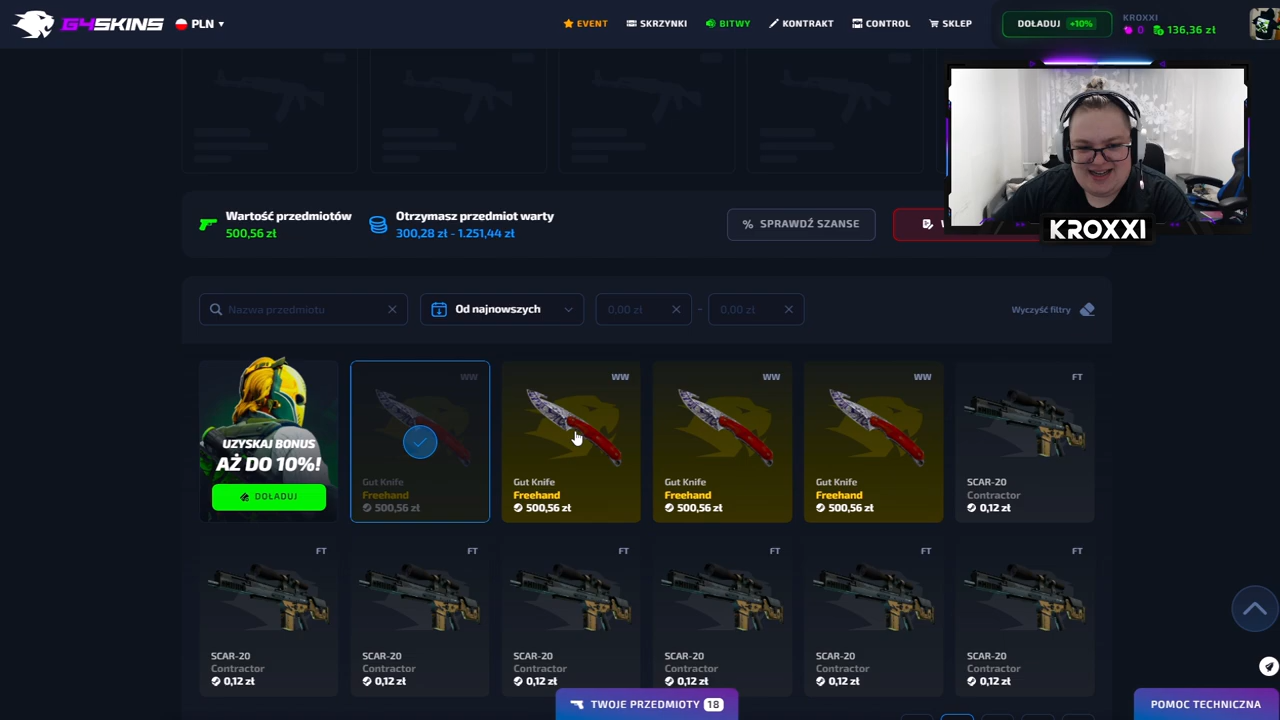 G4SKINS
PLN
EVENT
SKRZYNKI
BITWY
KONTRAKT
CONTROL
SKLEP
DOŁADUJ +10%
KROXXI
0 136,36 zł
KROXXI
Wartość przedmiotów
500,56 zł
Otrzymasz przedmiot warty
300,28 zł - 1.251,44 zł
% SPRAWDŹ SZANSE
Nazwa przedmiotu
Od najnowszych
0,00 zł
-
0,00 zł
Wyczyść filtry
UZYSKAJ BONUS
AŻ DO 10%!
DOŁADUJ
WW
Gut Knife
Freehand
500,56 zł
WW
Gut Knife
Freehand
500,56 zł
WW
Gut Knife
Freehand
500,56 zł
WW
Gut Knife
Freehand
500,56 zł
FT
SCAR-20
Contractor
0,12 zł
FT
SCAR-20
Contractor
0,12 zł
FT
SCAR-20
Contractor
0,12 zł
FT
SCAR-20
Contractor
0,12 zł
FT
SCAR-20
Contractor
0,12 zł
FT
SCAR-20
Contractor
0,12 zł
FT
SCAR-20
Contractor
0,12 zł
TWOJE PRZEDMIOTY 18
POMOC TECHNICZNA